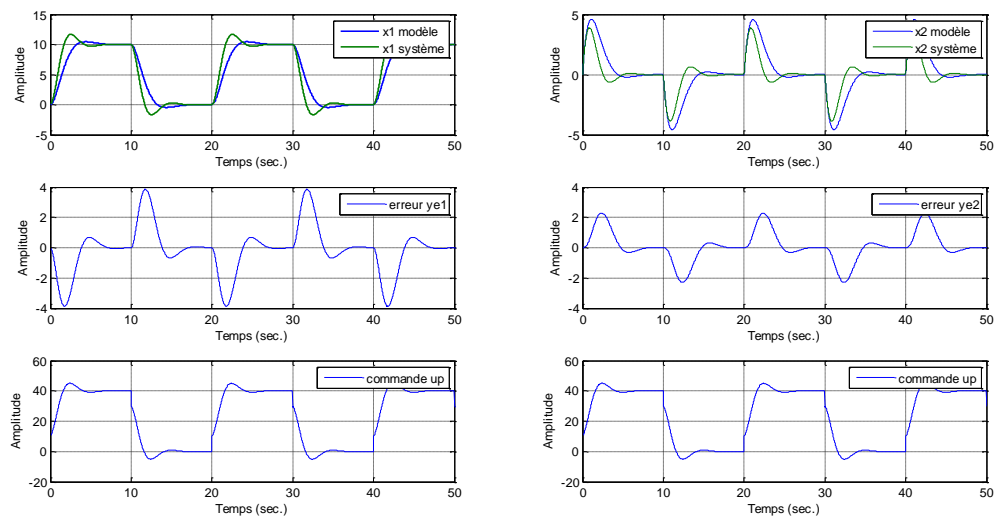 15
10
5
0
-5
Amplitude
x1 modèle
x1 système
0 10 20 30 40 50
Temps (sec.)
5
0
-5
Amplitude
x2 modèle
x2 système
0 10 20 30 40 50
Temps (sec.)
4
2
0
-2
-4
Amplitude
erreur ye1
0 10 20 30 40 50
Temps (sec.)
4
2
0
-2
-4
Amplitude
erreur ye2
0 10 20 30 40 50
Temps (sec.)
60
40
20
0
-20
Amplitude
commande up
0 10 20 30 40 50
Temps (sec.)
60
40
20
0
-20
Amplitude
commande up
0 10 20 30 40 50
Temps (sec.)